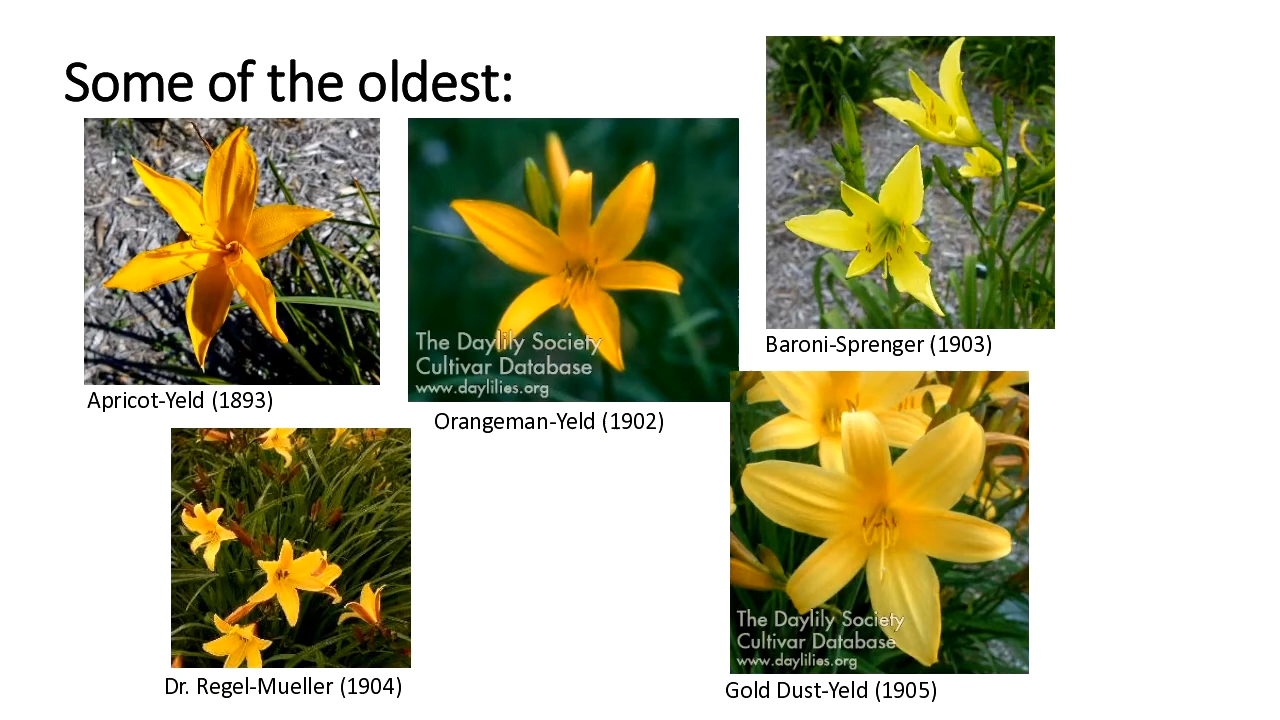 Some of the oldest:
The Daylily Society
Cultivar Database
www.daylilies.org
Baroni-Sprenger (1903)
Apricot-Yeld (1893)
Orangeman-Yeld (1902)
The Daylily Society
Cultivar Database
www.daylilies.org
Dr. Regel-Mueller (1904)
Gold Dust-Yeld (1905)